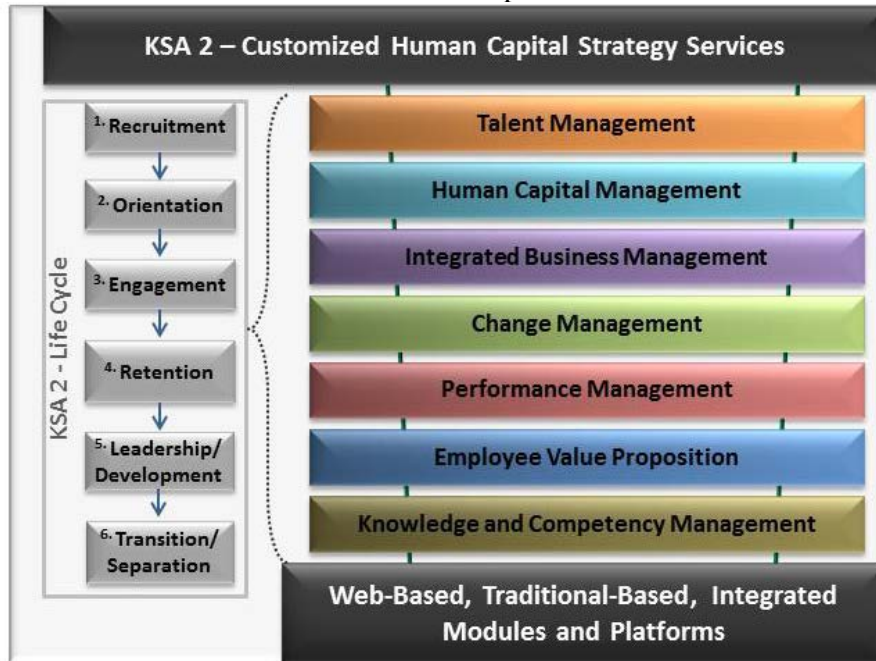 KSA 2 – Customized Human Capital Strategy Services
KSA 2 - Life Cycle
1. Recruitment
2. Orientation
3. Engagement
4. Retention
5. Leadership/
Development
6. Transition/
Separation
Talent Management
Human Capital Management
Integrated Business Management
Change Management
Performance Management
Employee Value Proposition
Knowledge and Competency Management
Web-Based, Traditional-Based, Integrated
Modules and Platforms